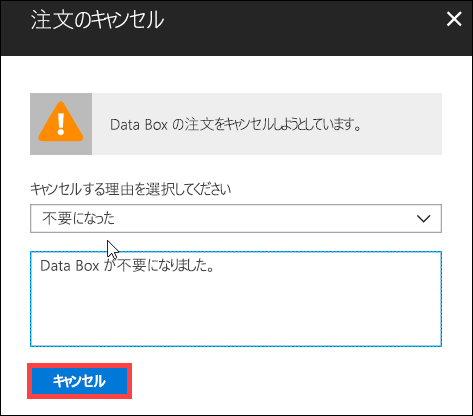 注文のキャンセル
Data Box の注文をキャンセルしようとしています。
キャンセルする理由を選択してください
不要になった
Data Box が不要になりました。
キャンセル